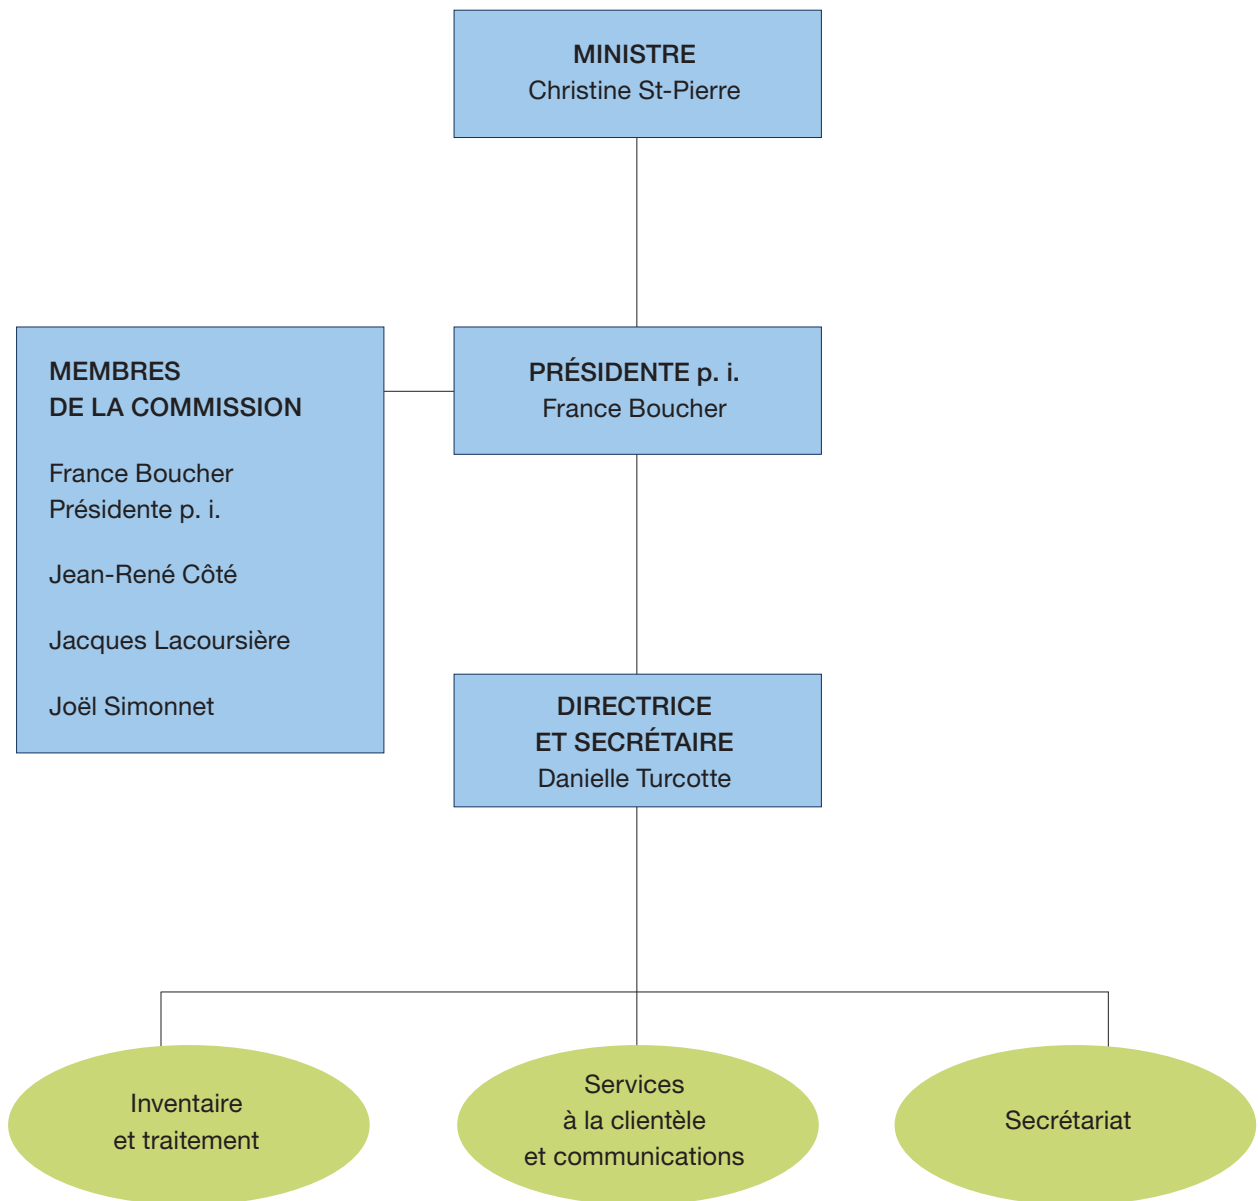 MINISTRE
Christine St-Pierre
MEMBRES
DE LA COMMISSION
France Boucher
Présidente p. i.
Jean-René Côté
Jacques Lacoursière
Joël Simonnet
PRÉSIDENTE p. i.
France Boucher
DIRECTRICE
ET SECRÉTAIRE
Danielle Turcotte
Inventaire
et traitement
Services
à la clientèle
et communications
Secrétariat